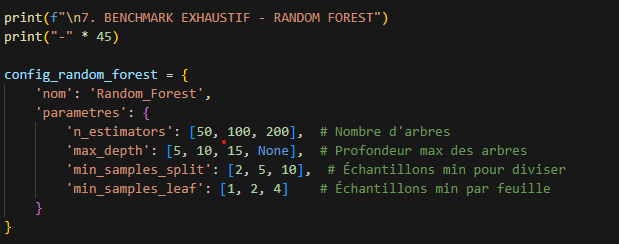 print(f"\n7. BENCHMARK EXHAUSTIF - RANDOM FOREST")
print("-" * 45)
config_random_forest = {
'nom': 'Random_Forest',
'parametres': {
'n_estimators': [50, 100, 200],  # Nombre d'arbres
'max_depth': [5, 10, 15, None],  # Profondeur max des arbres
'min_samples_split': [2, 5, 10],  # Échantillons min pour diviser
'min_samples_leaf': [1, 2, 4]    # Échantillons min par feuille
}
}